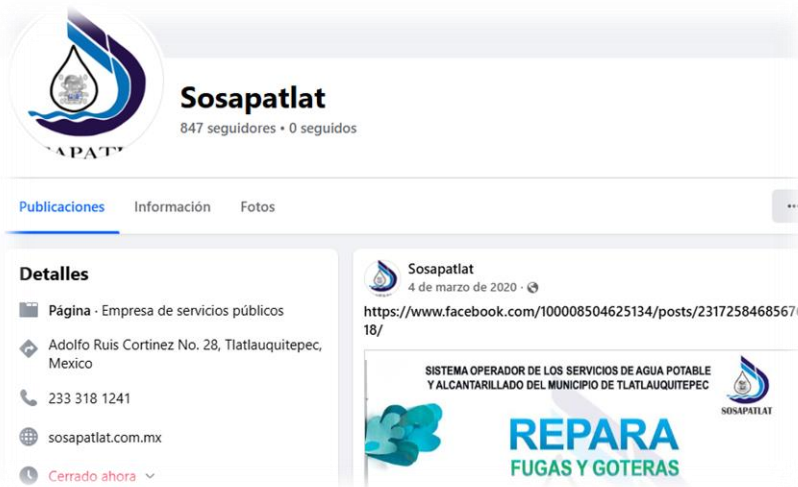 Sosapatlat
847 seguidores • 0 seguidos
Publicaciones
Información
Fotos
Detalles
Página · Empresa de servicios públicos
Adolfo Ruis Cortinez No. 28, Tlatlauquitepec,
Mexico
233 318 1241
sosapatlat.com.mx
Cerrado ahora
Sosapatlat
4 de marzo de 2020 ·
https://www.facebook.com/100008504625134/posts/231725846856
18/
SISTEMA OPERADOR DE LOS SERVICIOS DE AGUA POTABLE
Y ALCANTARILLADO DEL MUNICIPIO DE TLATLAUQUITEPEC
SOSAPATLAT
REPARA
FUGAS Y GOTERAS